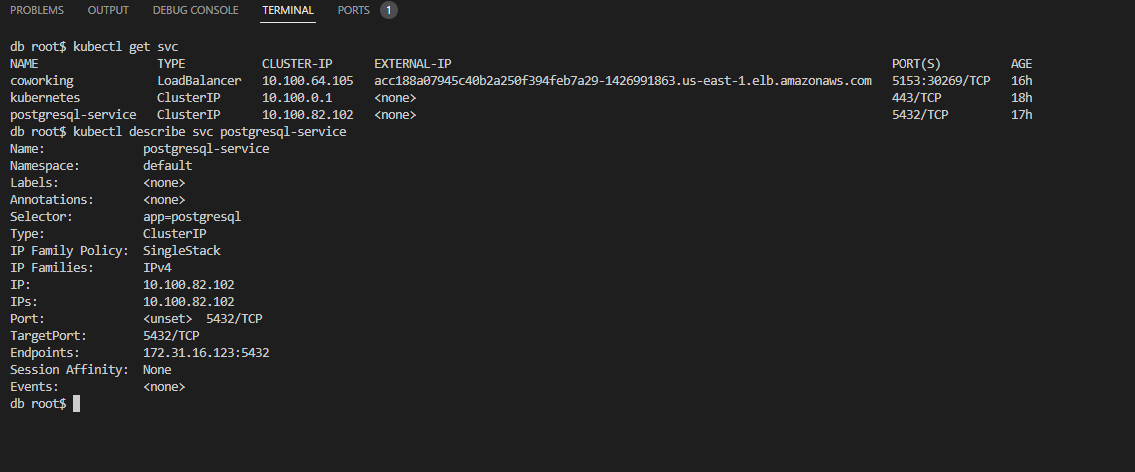 PROBLEMS OUTPUT DEBUG CONSOLE TERMINAL PORTS 1
db root$ kubectl get svc
NAME TYPE CLUSTER-IP EXTERNAL-IP PORT(S) AGE
coworking LoadBalancer 10.100.64.105 acc188a07945c40b2a250f394feb7a29-1426991863.us-east-1.elb.amazonaws.com 5153:30269/TCP 16h
kubernetes ClusterIP 10.100.0.1 <none> 443/TCP 18h
postgresql-service ClusterIP 10.100.82.102 <none> 5432/TCP 17h
db root$ kubectl describe svc postgresql-service
Name: postgresql-service
Namespace: default
Labels: <none>
Annotations: <none>
Selector: app=postgresql
Type: ClusterIP
IP Family Policy: SingleStack
IP Families: IPv4
IP: 10.100.82.102
IPs: 10.100.82.102
Port: <unset> 5432/TCP
TargetPort: 5432/TCP
Endpoints: 172.31.16.123:5432
Session Affinity: None
Events: <none>
db root$